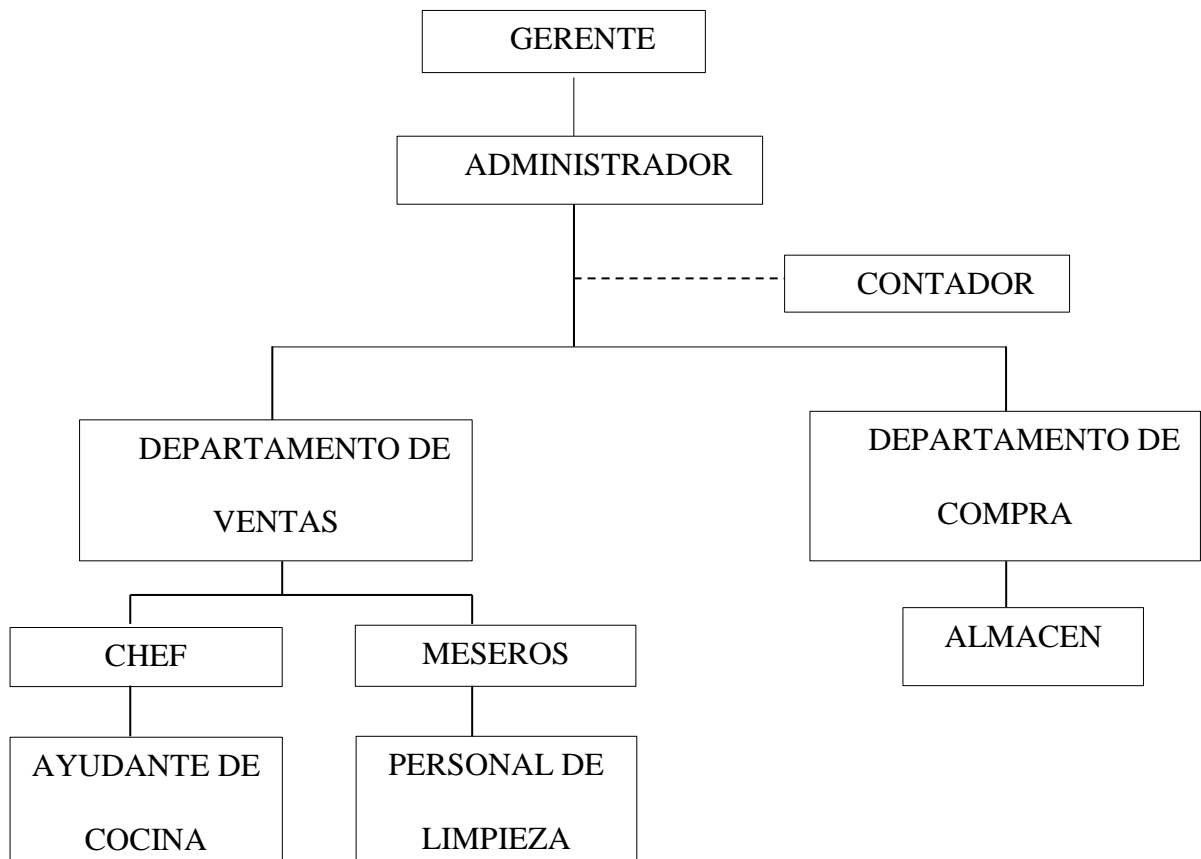 GERENTE
ADMINISTRADOR
CONTADOR
DEPARTAMENTO DE
VENTAS
DEPARTAMENTO DE
COMPRA
CHEF
MESEROS
ALMACEN
AYUDANTE DE
COCINA
PERSONAL DE
LIMPIEZA